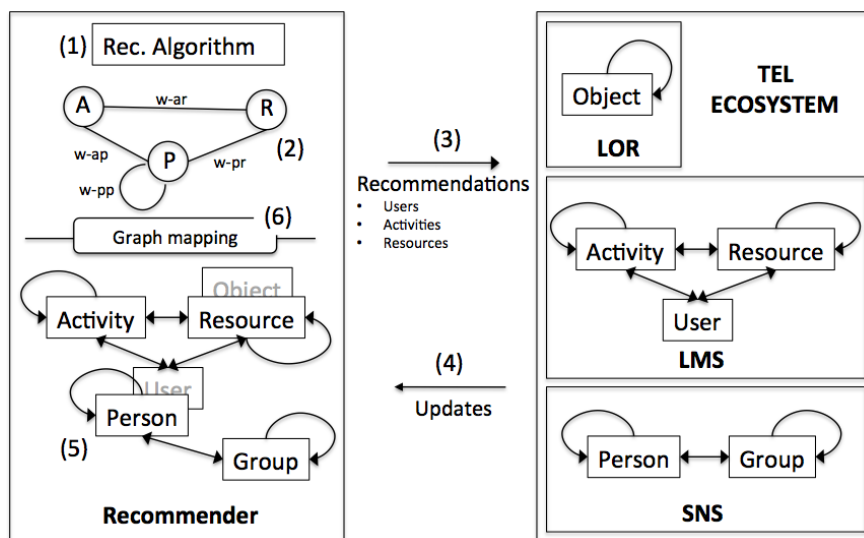 (1) Rec. Algorithm
A
w-ar
R
w-ap
P
w-pr
(2)
w-pp
(6)
Graph mapping
Object
Activity
Resource
User
Person
(5)
Group
Recommender
(3)
Recommendations
• Users
• Activities
• Resources
(4)
Updates
TEL
ECOSYSTEM
Object
LOR
Activity
Resource
User
LMS
Person
Group
SNS